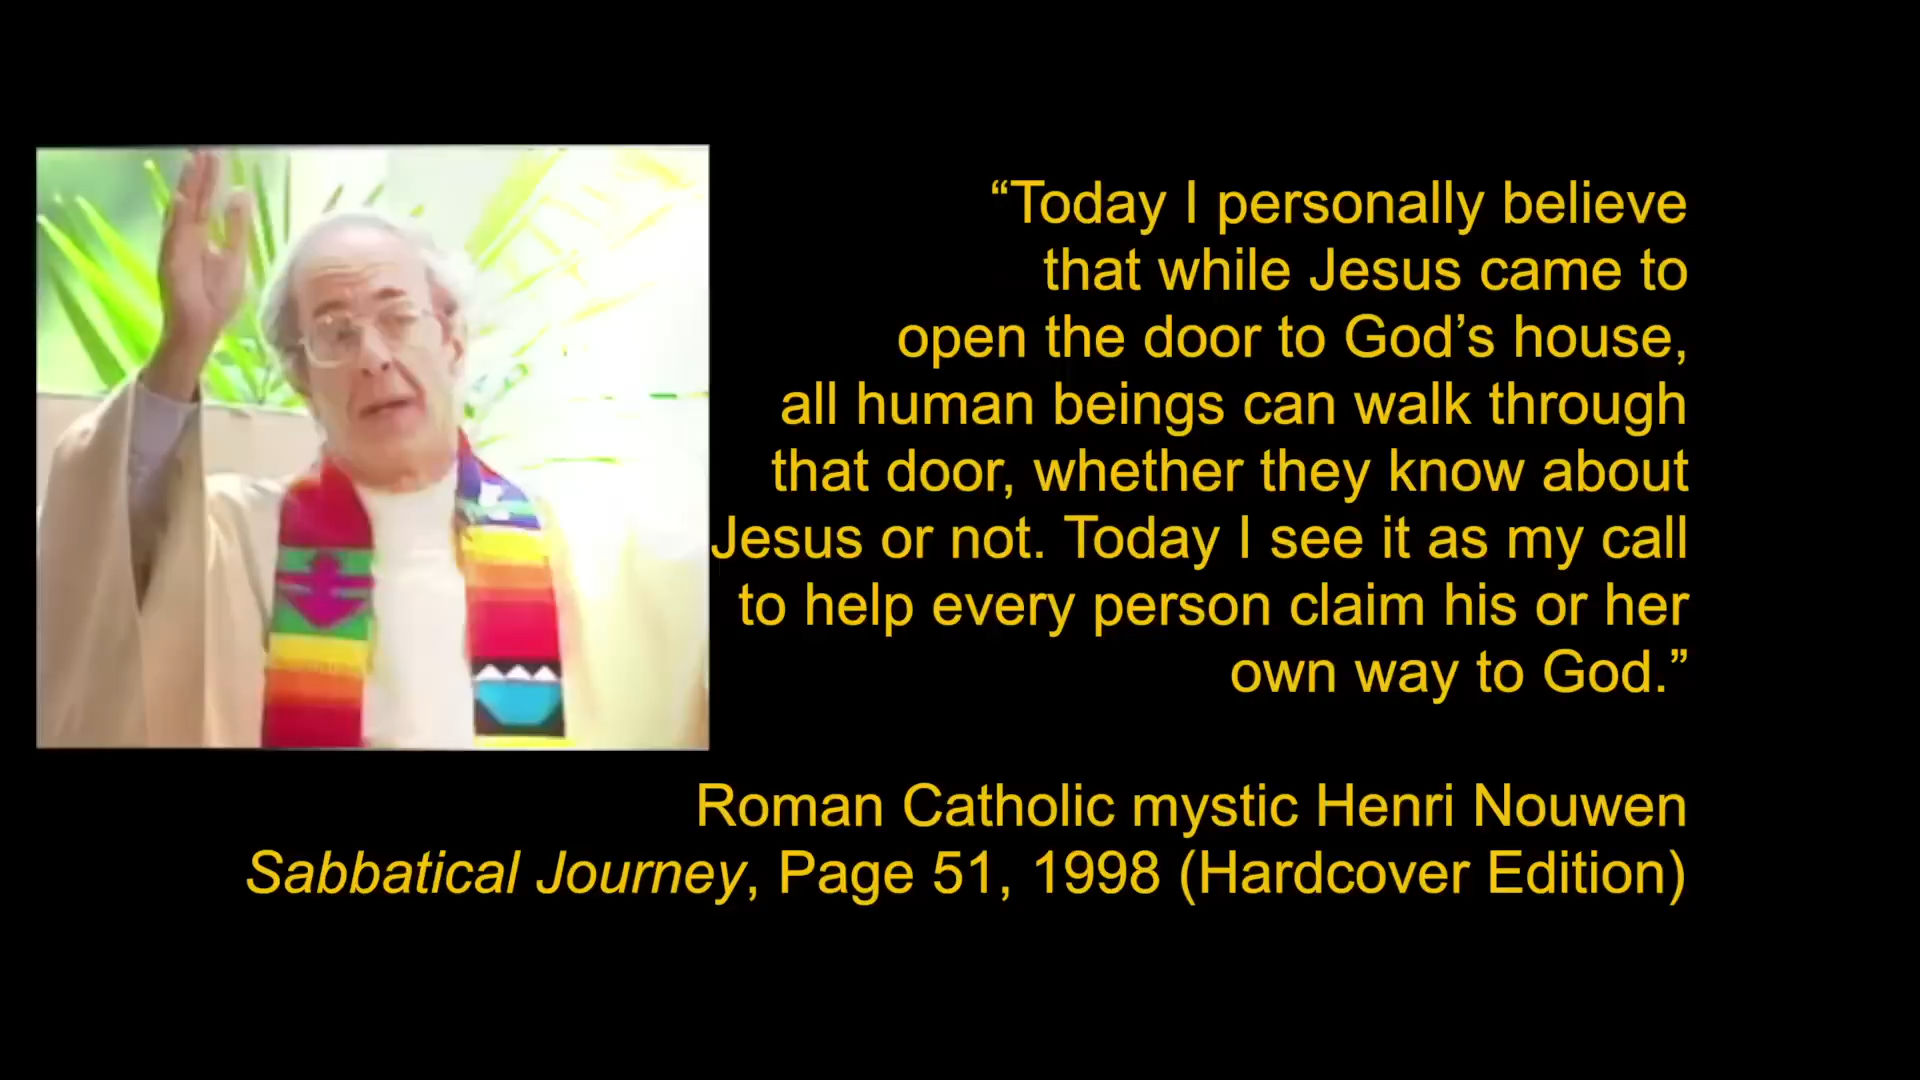 “Today I personally believe
that while Jesus came to
open the door to God’s house,
all human beings can walk through
that door, whether they know about
Jesus or not. Today I see it as my call
to help every person claim his or her
own way to God.”
Roman Catholic mystic Henri Nouwen
Sabbatical Journey, Page 51, 1998 (Hardcover Edition)